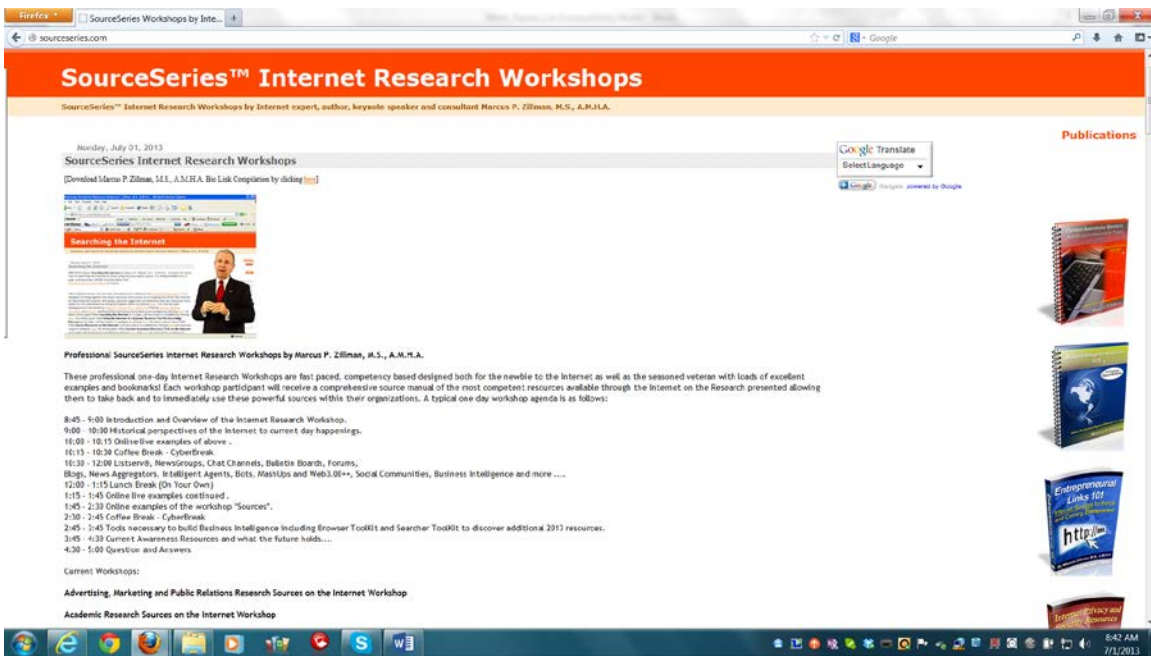 Firefox
SourceSeries Workshops by Inte...
sourceseries.com
Google
SourceSeries™ Internet Research Workshops
SourceSeries™ Internet Research Workshops by Internet expert, author, keynote speaker and consultant Marcus P. Zillman, M.S., A.M.H.A.
Publications
Monday, July 01, 2013
Google Translate
SourceSeries Internet Research Workshops
Select Language
[Download Marcus P. Zillman, M.S., A.M.H.A. Bio Link Compilation by clicking here]
powered by Google
Searching the Internet
Professional SourceSeries Internet Research Workshops by Marcus P. Zillman, M.S., A.M.H.A.
These professional one-day Internet Research Workshops are fast paced, competency based designed both for the newbie to the Internet as well as the seasoned veteran with loads of excellent
examples and bookmarks! Each workshop participant will receive a comprehensive source manual of the most competent resources available through the Internet on the Research presented allowing
them to take back and to immediately use these powerful sources within their organizations. A typical one day workshop agenda is as follows:
8:45 - 9:00 Introduction and Overview of the Internet Research Workshop.
9:00 - 10:00 Historical perspectives of the Internet to current day happenings.
10:00 - 10:15 Online live examples of above .
10:15 - 10:30 Coffee Break - CyberBreak
10:30 - 12:00 Listserv®, NewsGroups, Chat Channels, Bulletin Boards, Forums,
Blogs, News Aggregators, Intelligent Agents, Bots, MashUps and Web3.00++, Social Communities, Business Intelligence and more ....
12:00 - 1:15 Lunch Break (On Your Own)
1:15 - 1:45 Online live examples continued .
1:45 - 2:30 Online examples of the workshop "Sources".
2:30 - 2:45 Coffee Break - CyberBreak
2:45 - 3:45 Tools necessary to build Business Intelligence including Browser ToolKit and Searcher ToolKit to discover additional 2013 resources.
3:45 - 4:30 Current Awareness Resources and what the future holds....
4:30 - 5:00 Question and Answers
Entrepreneurial
Links 101
http://
Current Workshops:
Advertising, Marketing and Public Relations Research Sources on the Internet Workshop
Internet Privacy and
Security Resources
Academic Research Sources on the Internet Workshop
8:42 AM
7/1/2013